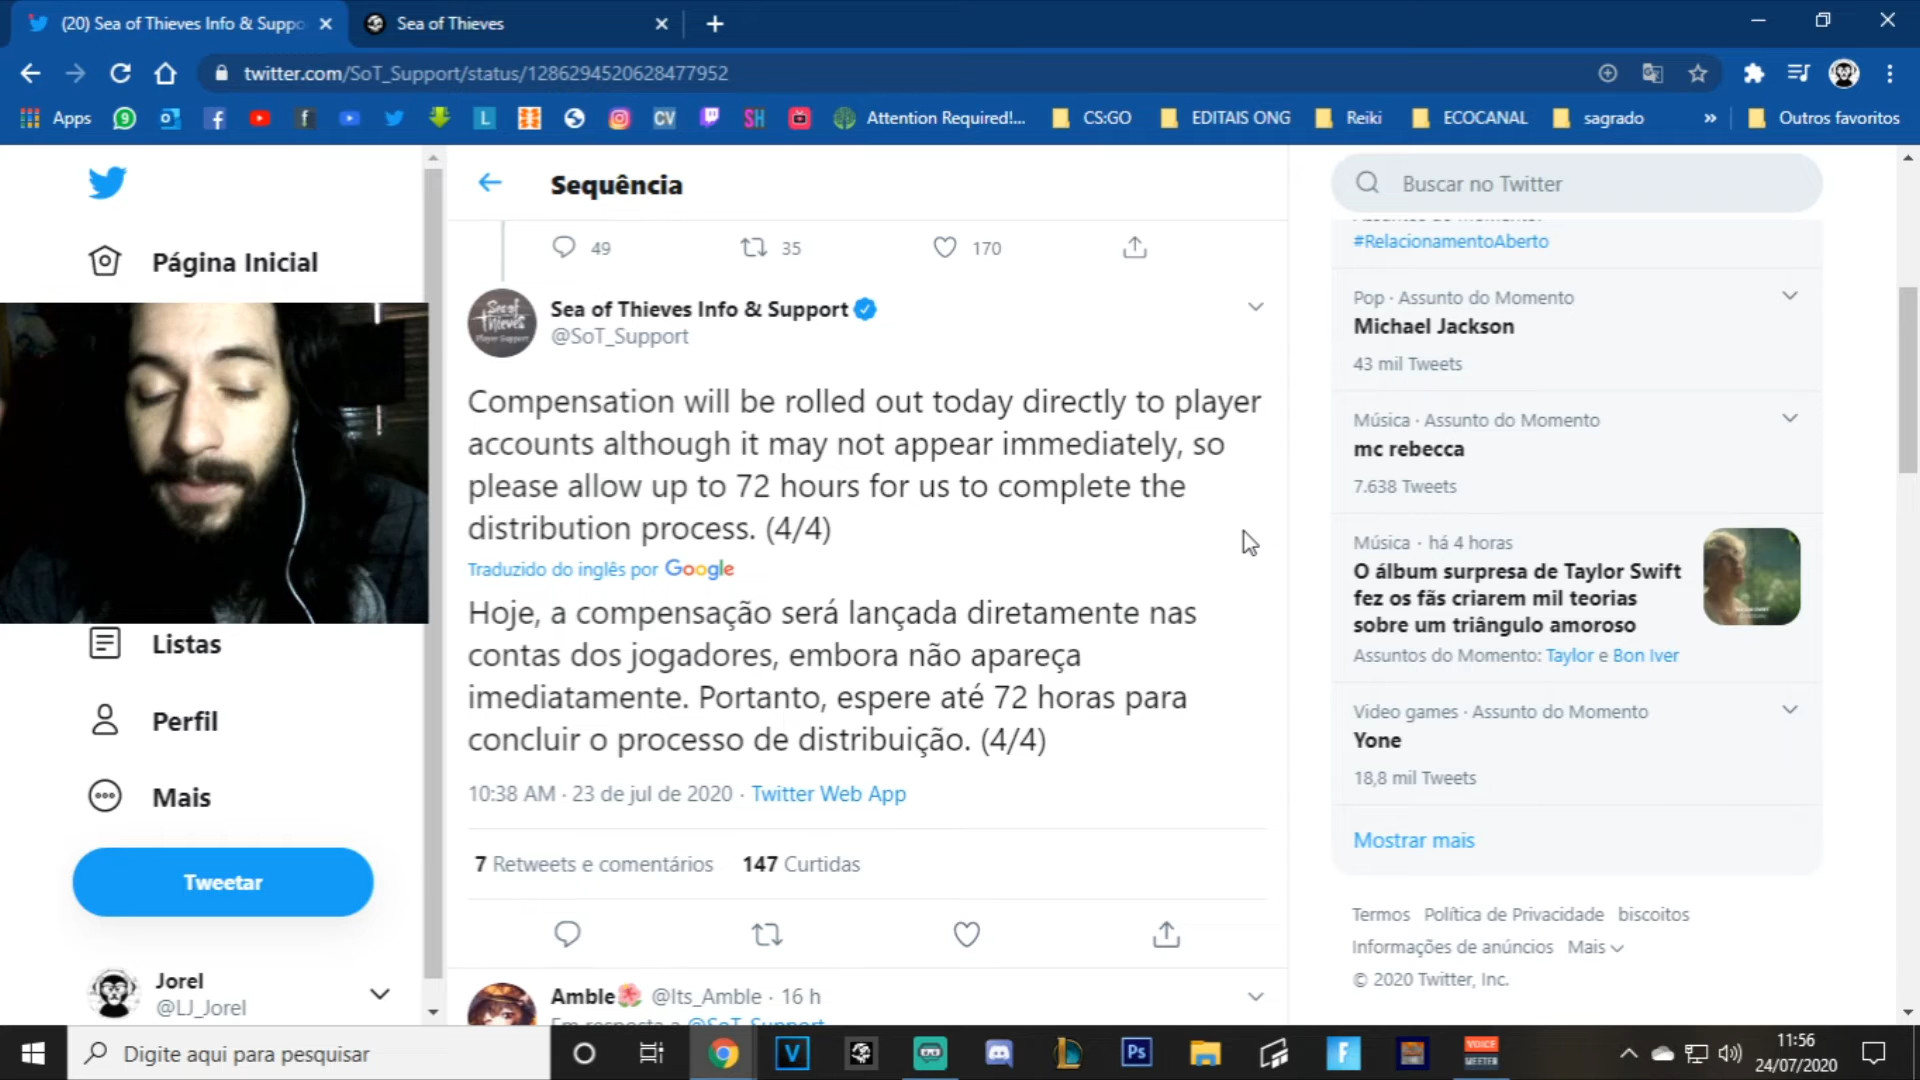 (20) Sea of Thieves Info & Suppo
Sea of Thieves
twitter.com/SoT_Support/status/1286294520628477952
Apps
Attention Required!...
CS:GO
EDITAIS ONG
Reiki
ECOCANAL
sagrado
»
Outros favoritos
Sequência
Buscar no Twitter
Página Inicial
49
35
170
#RelacionamentoAberto
Sea of Thieves Info & Support
@SoT_Support
Pop · Assunto do Momento
Michael Jackson
43 mil Tweets
Compensation will be rolled out today directly to player
accounts although it may not appear immediately, so
please allow up to 72 hours for us to complete the
distribution process. (4/4)
Traduzido do inglês por Google
Hoje, a compensação será lançada diretamente nas
contas dos jogadores, embora não apareça
imediatamente. Portanto, espere até 72 horas para
concluir o processo de distribuição. (4/4)
10:38 AM · 23 de jul de 2020 · Twitter Web App
7 Retweets e comentários 147 Curtidas
Música · Assunto do Momento
mc rebecca
7.638 Tweets
Música · há 4 horas
O álbum surpresa de Taylor Swift
fez os fãs criarem mil teorias
sobre um triângulo amoroso
Assuntos do Momento: Taylor e Bon Iver
Video games · Assunto do Momento
Yone
18,8 mil Tweets
Mostrar mais
Listas
Perfil
Mais
Tweetar
Jorel
@LJ_Jorel
Amble @Its_Amble · 16 h
Em resposta a @SoT_Support
Termos Política de Privacidade biscoitos
Informações de anúncios Mais
© 2020 Twitter, Inc.
Digite aqui para pesquisar
Ps
VOICE
MEETER
11:56
24/07/2020